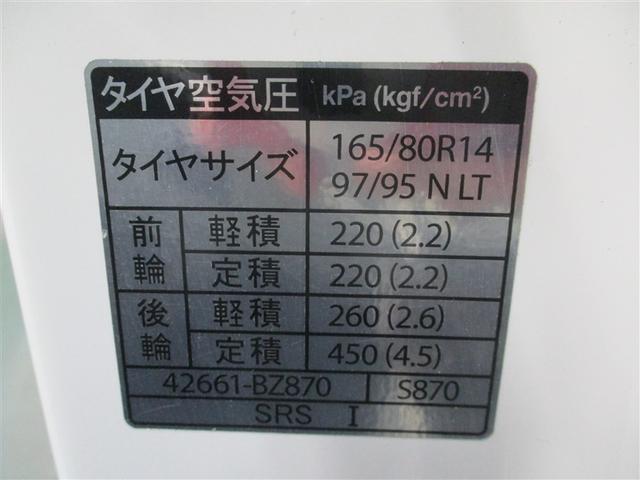 タイヤ空気圧 kPa (kgf/cm²)
タイヤサイズ 165/80R14
97/95 N LT
前輪 軽積 220 (2.2)
定積 220 (2.2)
後輪 軽積 260 (2.6)
定積 450 (4.5)
42661-BZ870 S870
SRS I